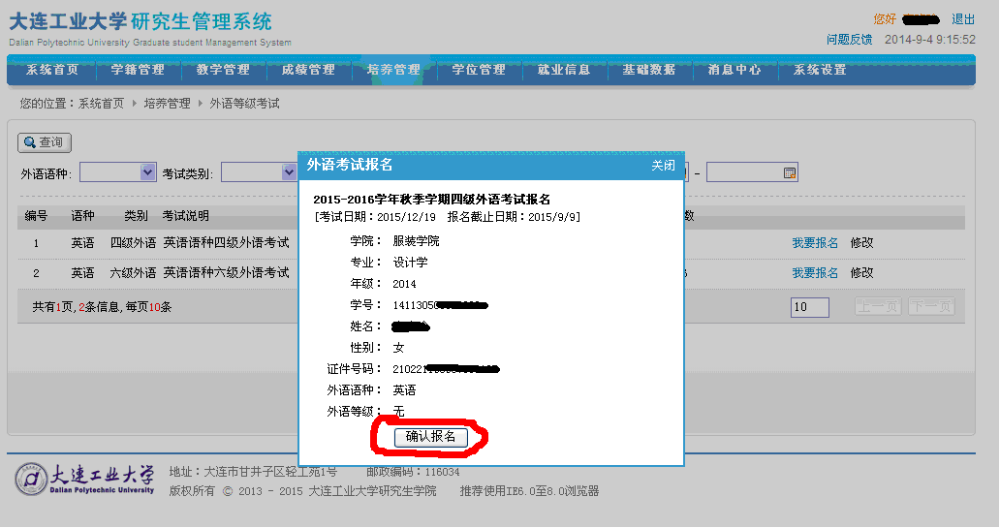 大连工业大学 研究生管理系统
Dalian Polytechnic University Graduate student Management System
您好 退出
问题反馈 2014-9-4 9:15:52
系统首页 学籍管理 教学管理 成绩管理 培养管理 学位管理 就业信息 基础数据 消息中心 系统设置
您的位置：系统首页 培养管理 外语等级考试
查询
外语语种: 考试类别: -
编号 语种 类别 考试说明 数
1 英语 四级外语 英语语种四级外语考试 我要报名 修改
2 英语 六级外语 英语语种六级外语考试 我要报名 修改
共有1页,2条信息,每页10条 10 上一页 下一页
外语考试报名 关闭
2015-2016学年秋季学期四级外语考试报名
[考试日期：2015/12/19 报名截止日期：2015/9/9]
学院： 服装学院
专业： 设计学
年级： 2014
学号： 14113050
姓名：
性别： 女
证件号码： 210221
外语语种： 英语
外语等级： 无
确认报名
大连工业大学
Dalian Polytechnic University
地址：大连市甘井子区轻工苑1号 邮政编码：116034
版权所有 © 2013 - 2015 大连工业大学研究生学院 推荐使用IE6.0至8.0浏览器